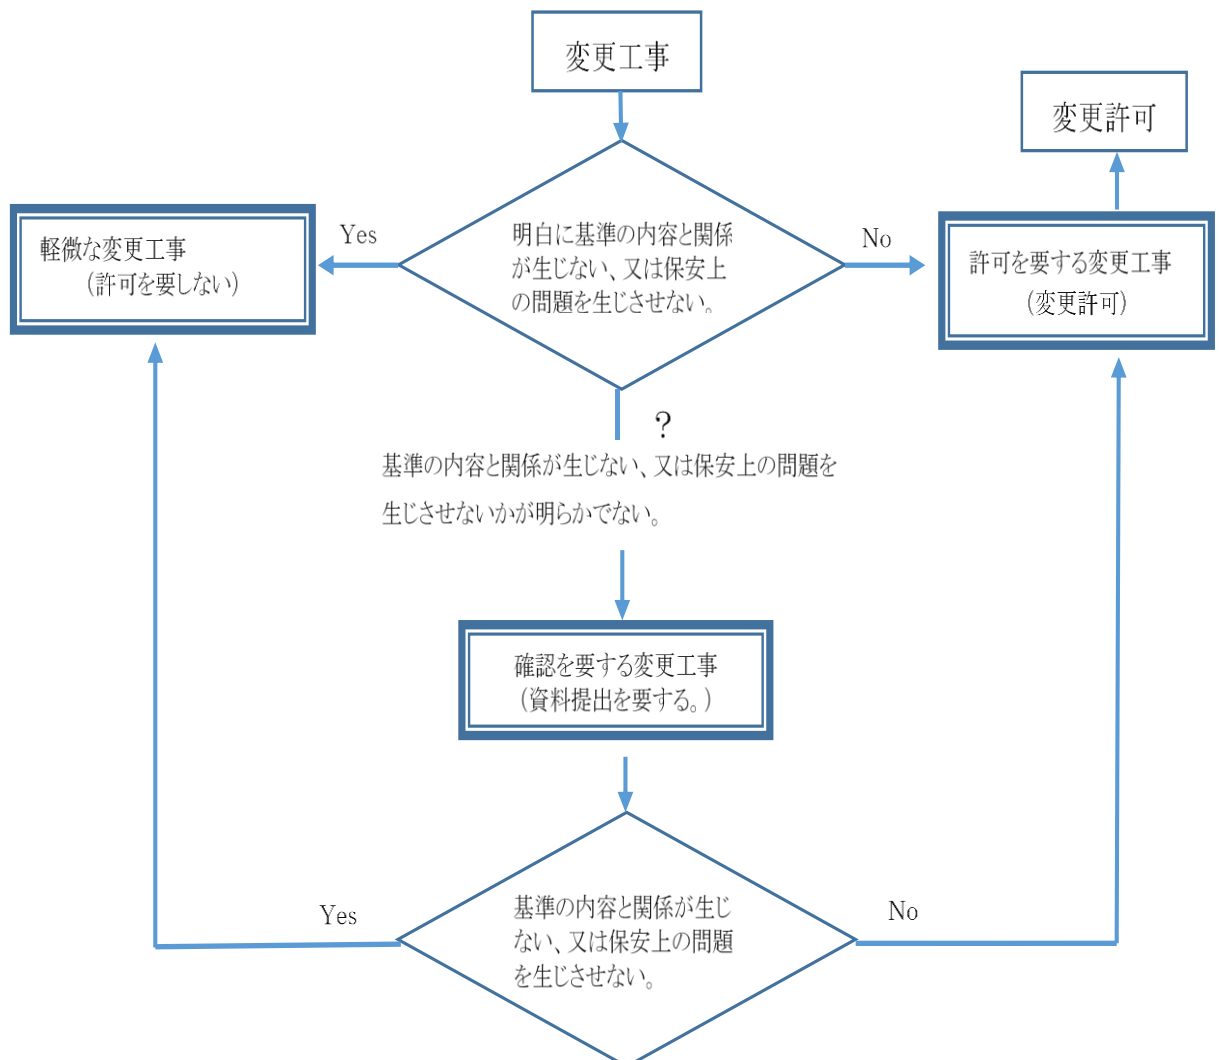 変更工事
変更許可
Yes
明白に基準の内容と関係
が生じない、又は保安上
の問題を生じさせない。
No
軽微な変更工事
（許可を要しない）
許可を要する変更工事
（変更許可）
？
基準の内容と関係が生じない、又は保安上の問題を
生じさせないかが明らかでない。
確認を要する変更工事
（資料提出を要する。）
Yes
基準の内容と関係が生じ
ない、又は保安上の問題
を生じさせない。
No